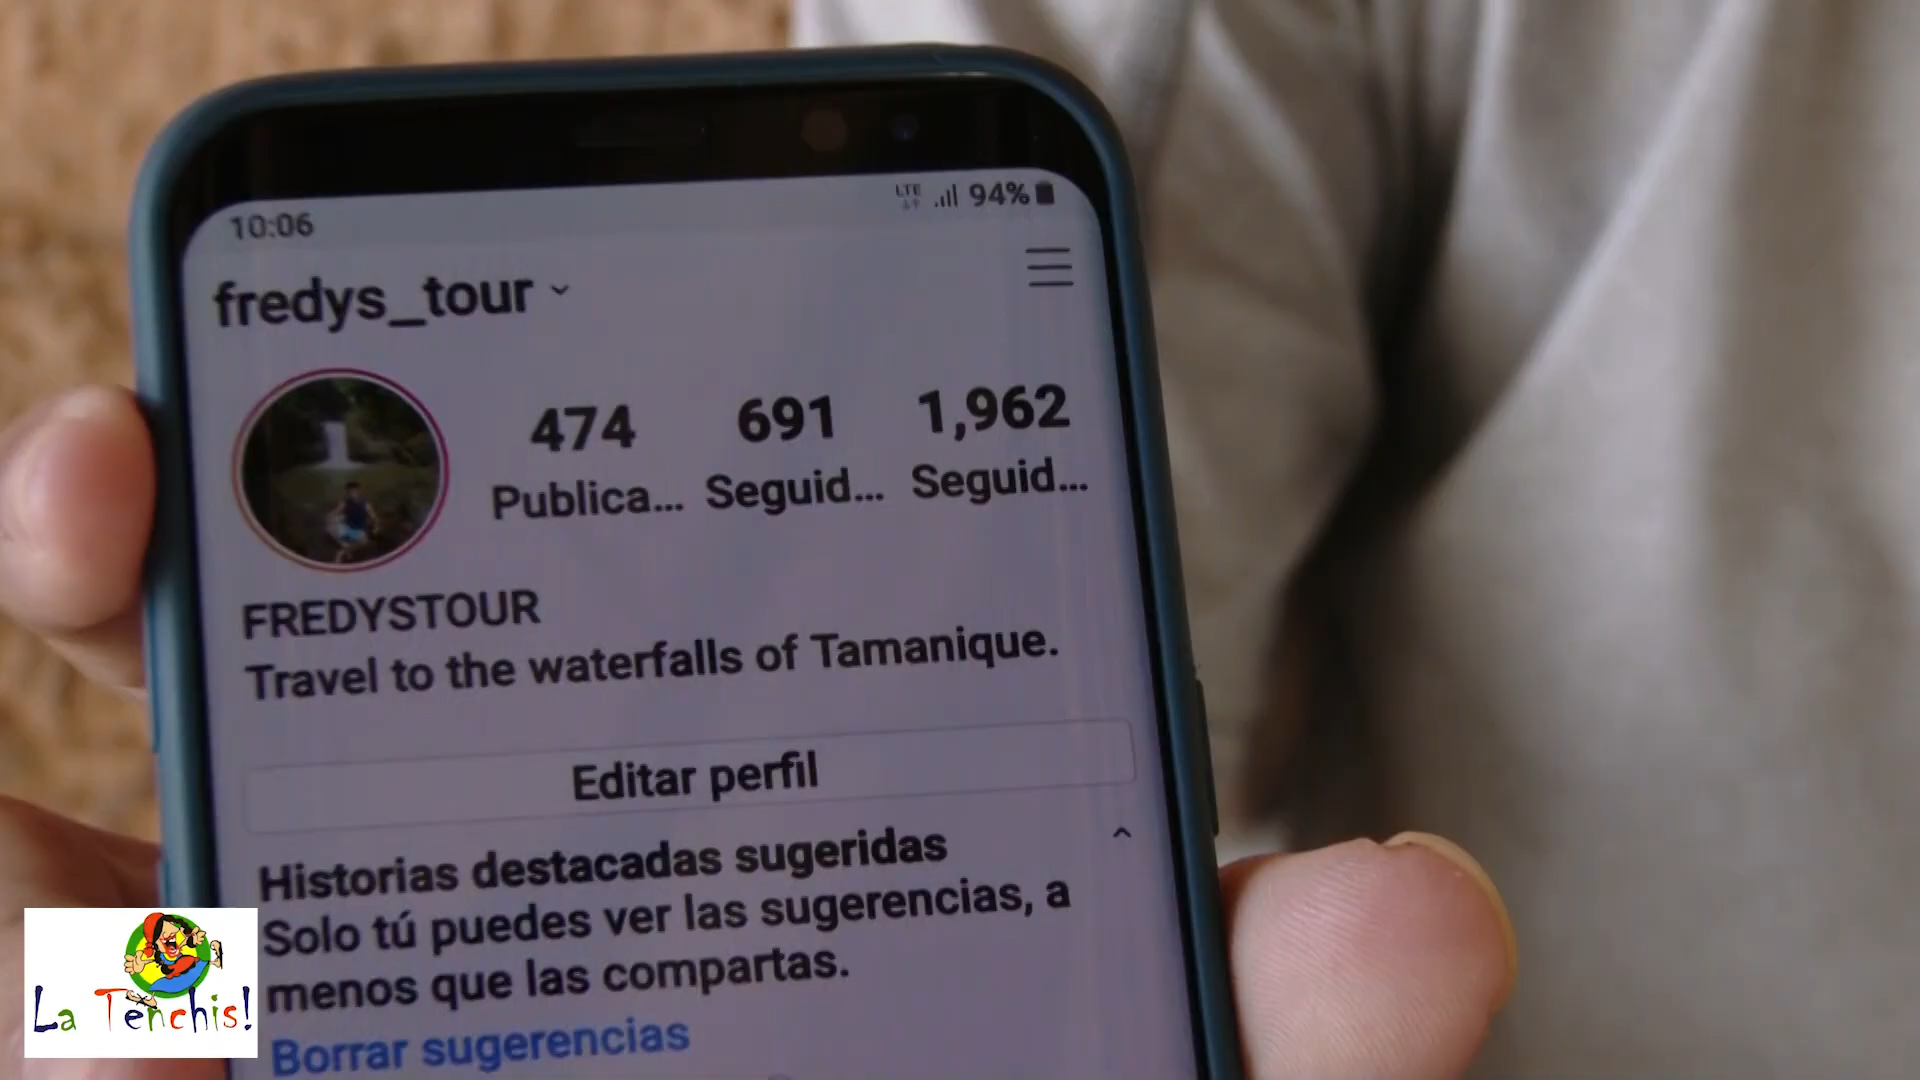 10:06 LTE 94%
fredys_tour
474 691 1,962
Publica... Seguid... Seguid...
FREDYSTOUR
Travel to the waterfalls of Tamanique.
Editar perfil
Historias destacadas sugeridas
Solo tú puedes ver las sugerencias, a
menos que las compartas.
Borrar sugerencias
La Tenchis!